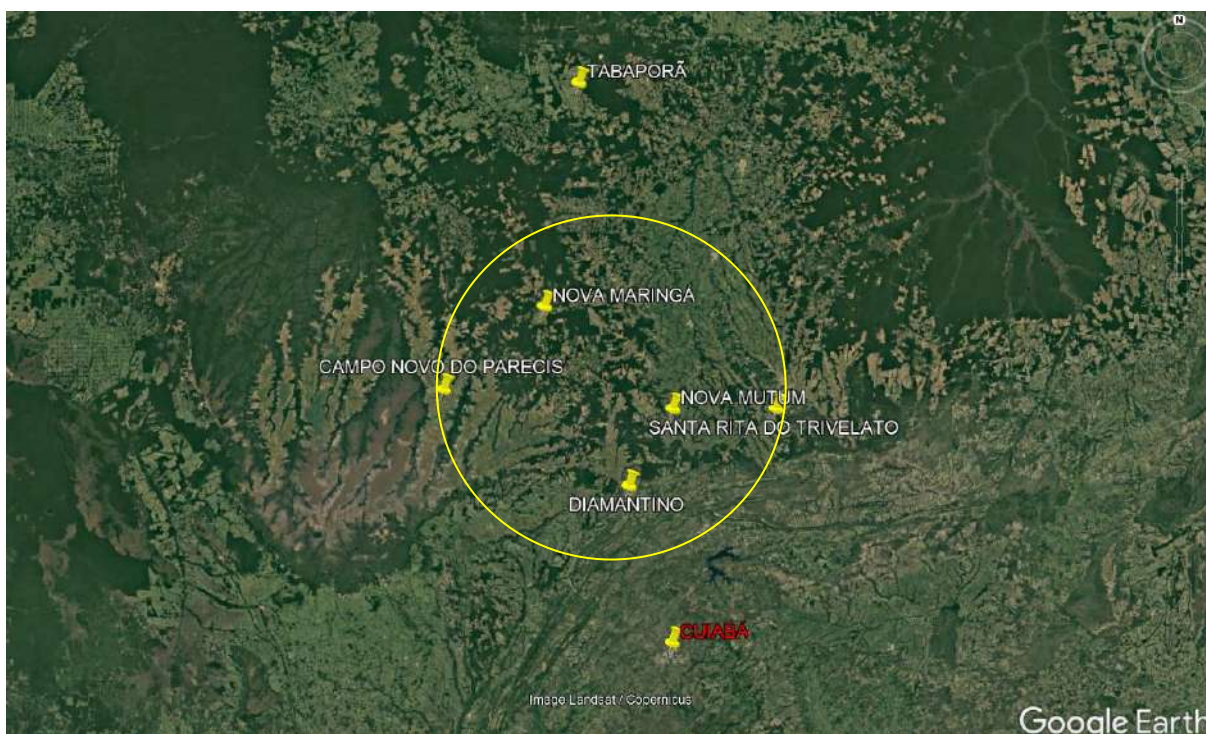 N
TABAPORÃ
NOVA MARINGÁ
CAMPO NOVO DO PARECIS
NOVA MUTUM
SANTA RITA DO TRIVELATO
DIAMANTINO
CUIABÁ
Image Landsat / Copernicus
Google Earth